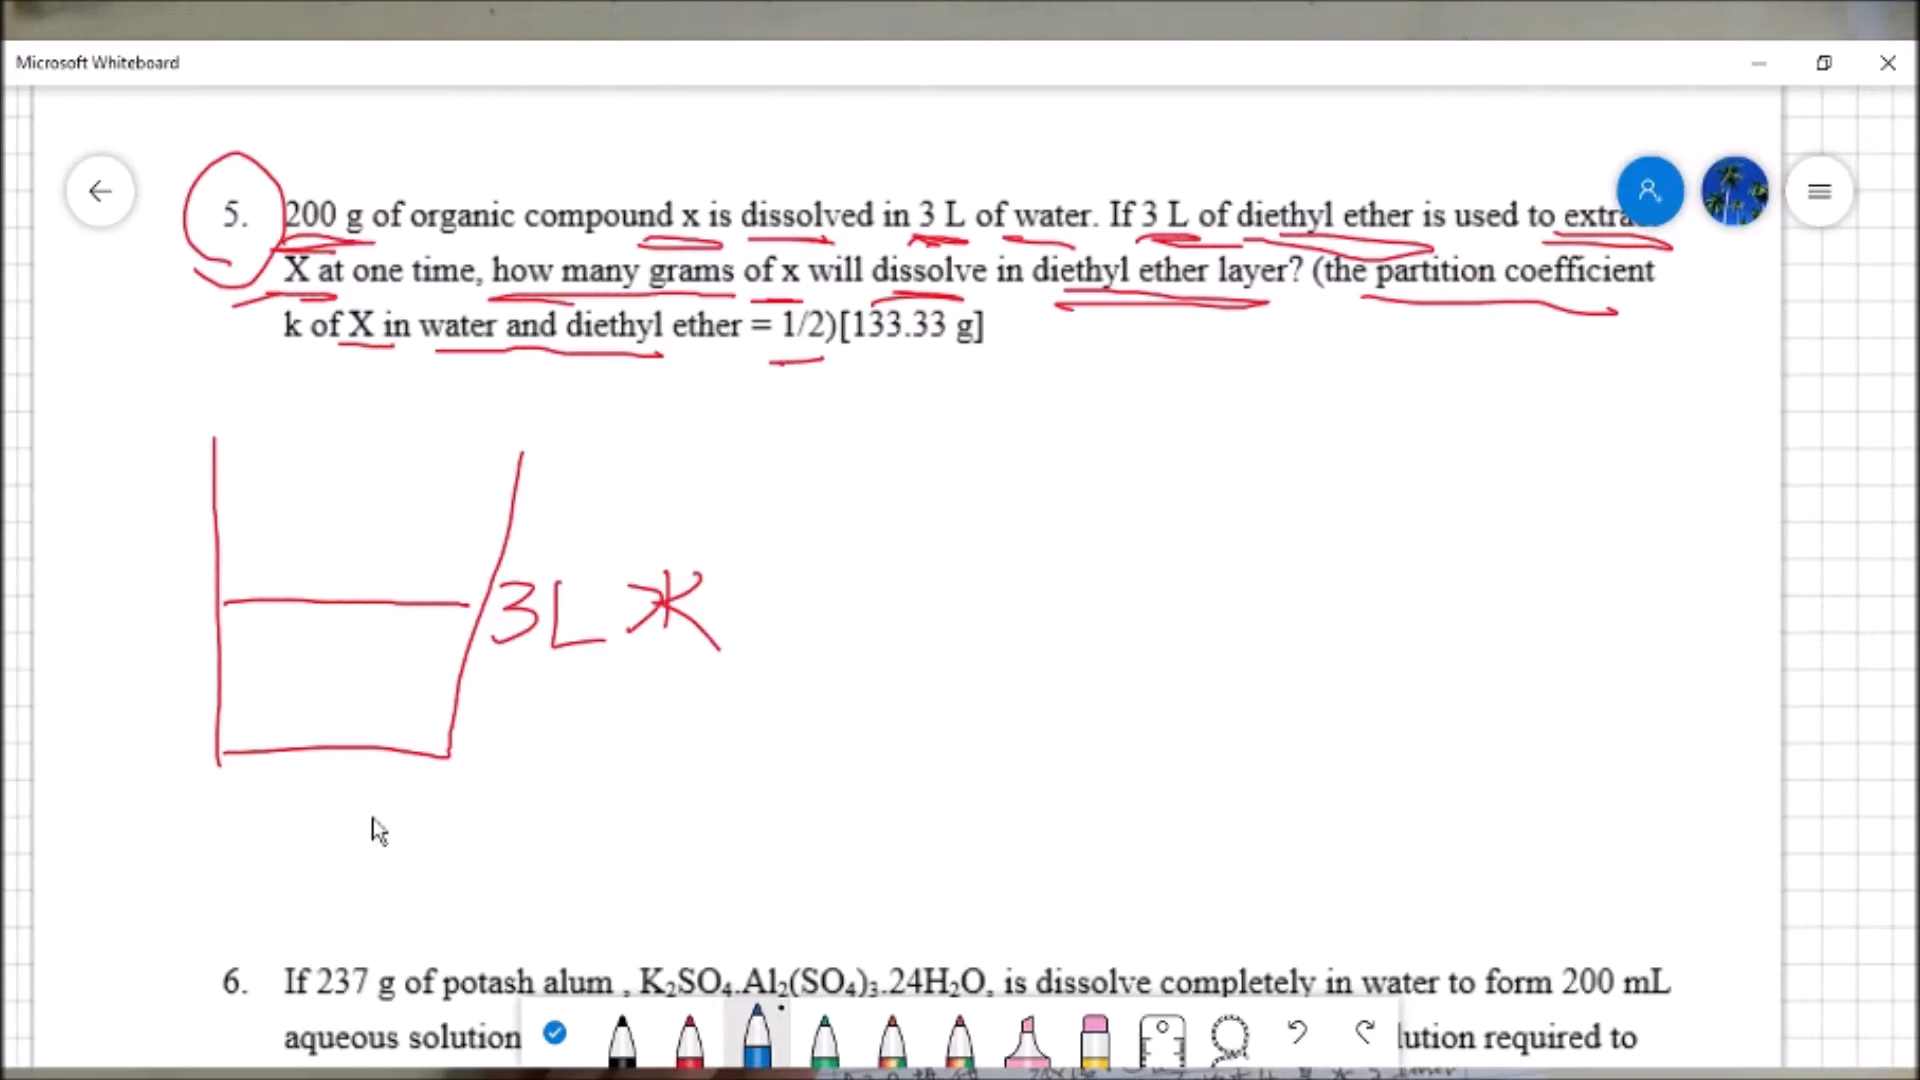 Microsoft Whiteboard
5. 200 g of organic compound x is dissolved in 3 L of water. If 3 L of diethyl ether is used to extra
X at one time, how many grams of x will dissolve in diethyl ether layer? (the partition coefficient
k of X in water and diethyl ether = 1/2)[133.33 g]
3L 水
6. If 237 g of potash alum , K₂SO₄.Al₂(SO₄)₃.24H₂O, is dissolve completely in water to form 200 mL
aqueous solution lution required to